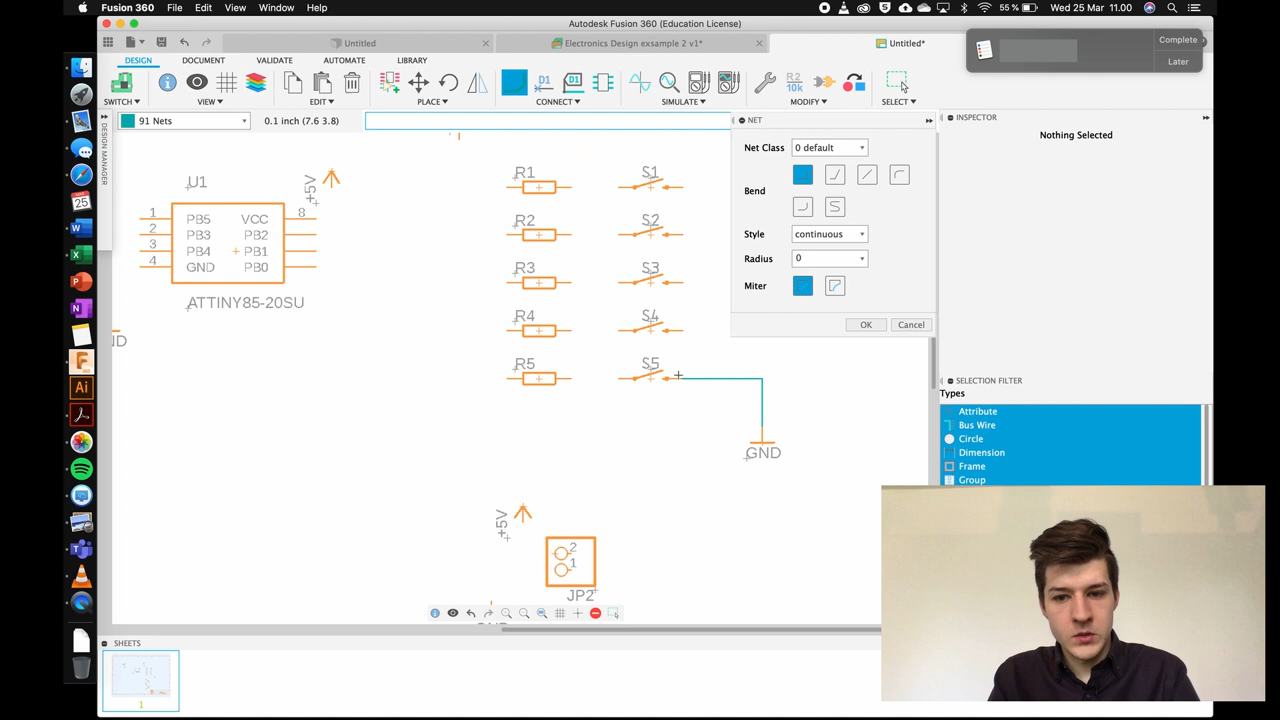 Fusion 360 File Edit View Window Help
55 % Wed 25 Mar 11.00
Autodesk Fusion 360 (Education License)
Untitled
Electronics Design exsample 2 v1*
Untitled*
Complete
Later
DESIGN DOCUMENT VALIDATE AUTOMATE LIBRARY
SWITCH VIEW EDIT PLACE CONNECT SIMULATE MODIFY SELECT
91 Nets
0.1 inch (7.6 3.8)
NET
INSPECTOR
Nothing Selected
DESIGN MANAGER
Net Class 0 default
Bend
Style continuous
Radius 0
Miter
OK Cancel
U1
+5V
1 PB5 VCC 8
2 PB3 PB2
3 PB4 PB1
4 GND PB0
ATTINY85-20SU
ND
R1 S1
R2 S2
R3 S3
R4 S4
R5 S5
GND
+5V
2
1
JP2
SELECTION FILTER
Types
Attribute
Bus Wire
Circle
Dimension
Frame
Group
SHEETS
1